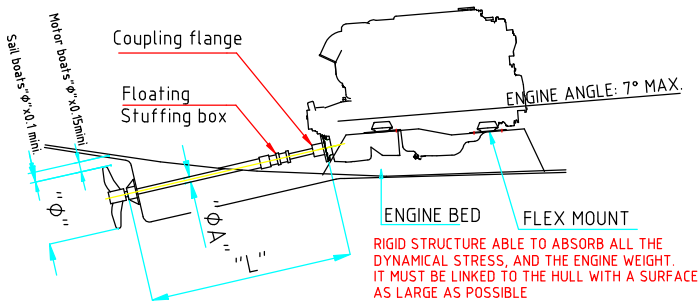 Sail boats"Φ"x0.1 mini.
Motor boats"Φ"x0.15mini
Coupling flange
Floating
Stuffing box
ENGINE ANGLE: 7° MAX.
"Φ"
"ΦA"
"L"
ENGINE BED
FLEX MOUNT
RIGID STRUCTURE ABLE TO ABSORB ALL THE
DYNAMICAL STRESS, AND THE ENGINE WEIGHT.
IT MUST BE LINKED TO THE HULL WITH A SURFACE
AS LARGE AS POSSIBLE